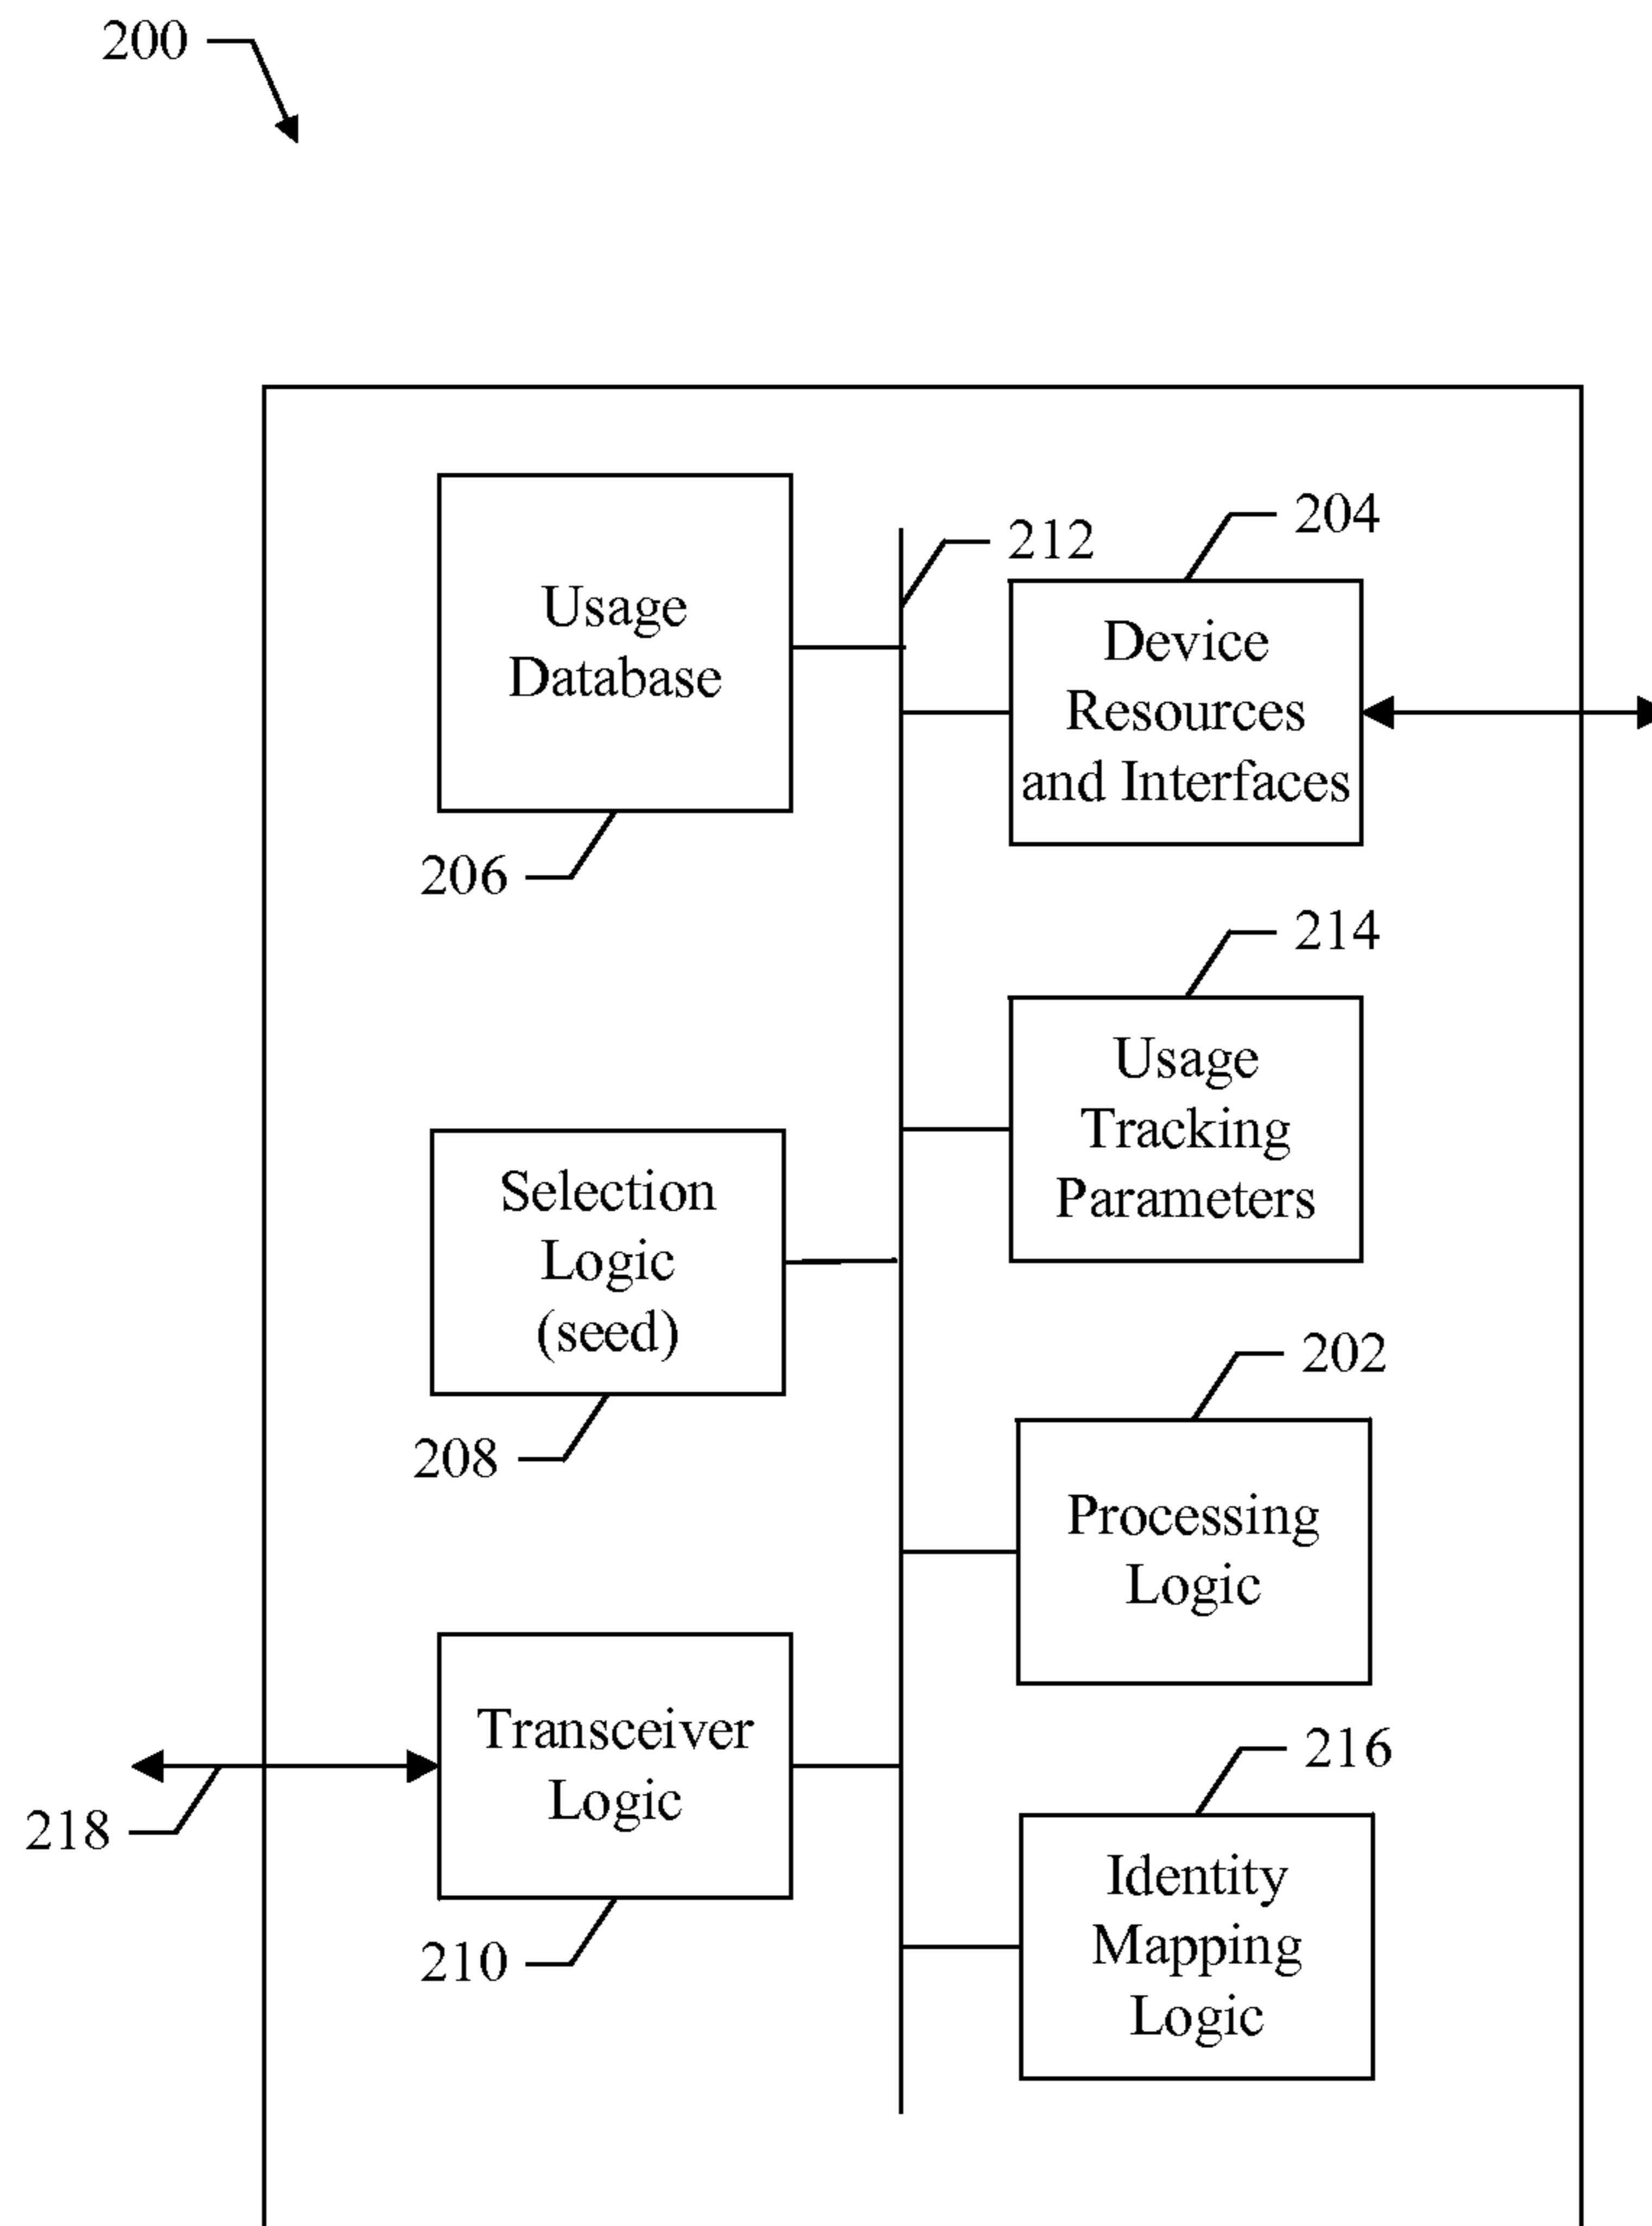 200
212
204
Usage
Database
Device
Resources
and Interfaces
206
214
Usage
Tracking
Parameters
Selection
Logic
(seed)
202
208
Processing
Logic
Transceiver
Logic
216
218
210
Identity
Mapping
Logic